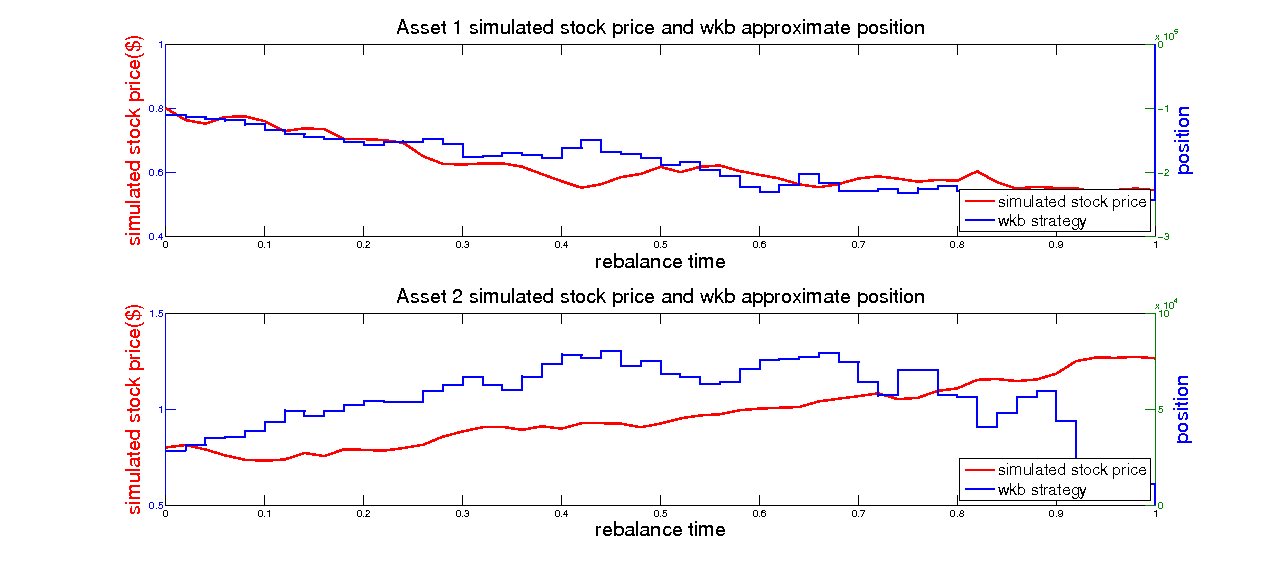 Asset 1 simulated stock price and wkb approximate position
x 10^5
simulated stock price($)
1
0.8
0.6
0.4
0
-1
-2
-3
position
simulated stock price
wkb strategy
0 0.1 0.2 0.3 0.4 0.5 0.6 0.7 0.8 0.9 1
rebalance time
Asset 2 simulated stock price and wkb approximate position
x 10^4
simulated stock price($)
1.5
1
0.5
10
5
0
position
simulated stock price
wkb strategy
0 0.1 0.2 0.3 0.4 0.5 0.6 0.7 0.8 0.9 1
rebalance time